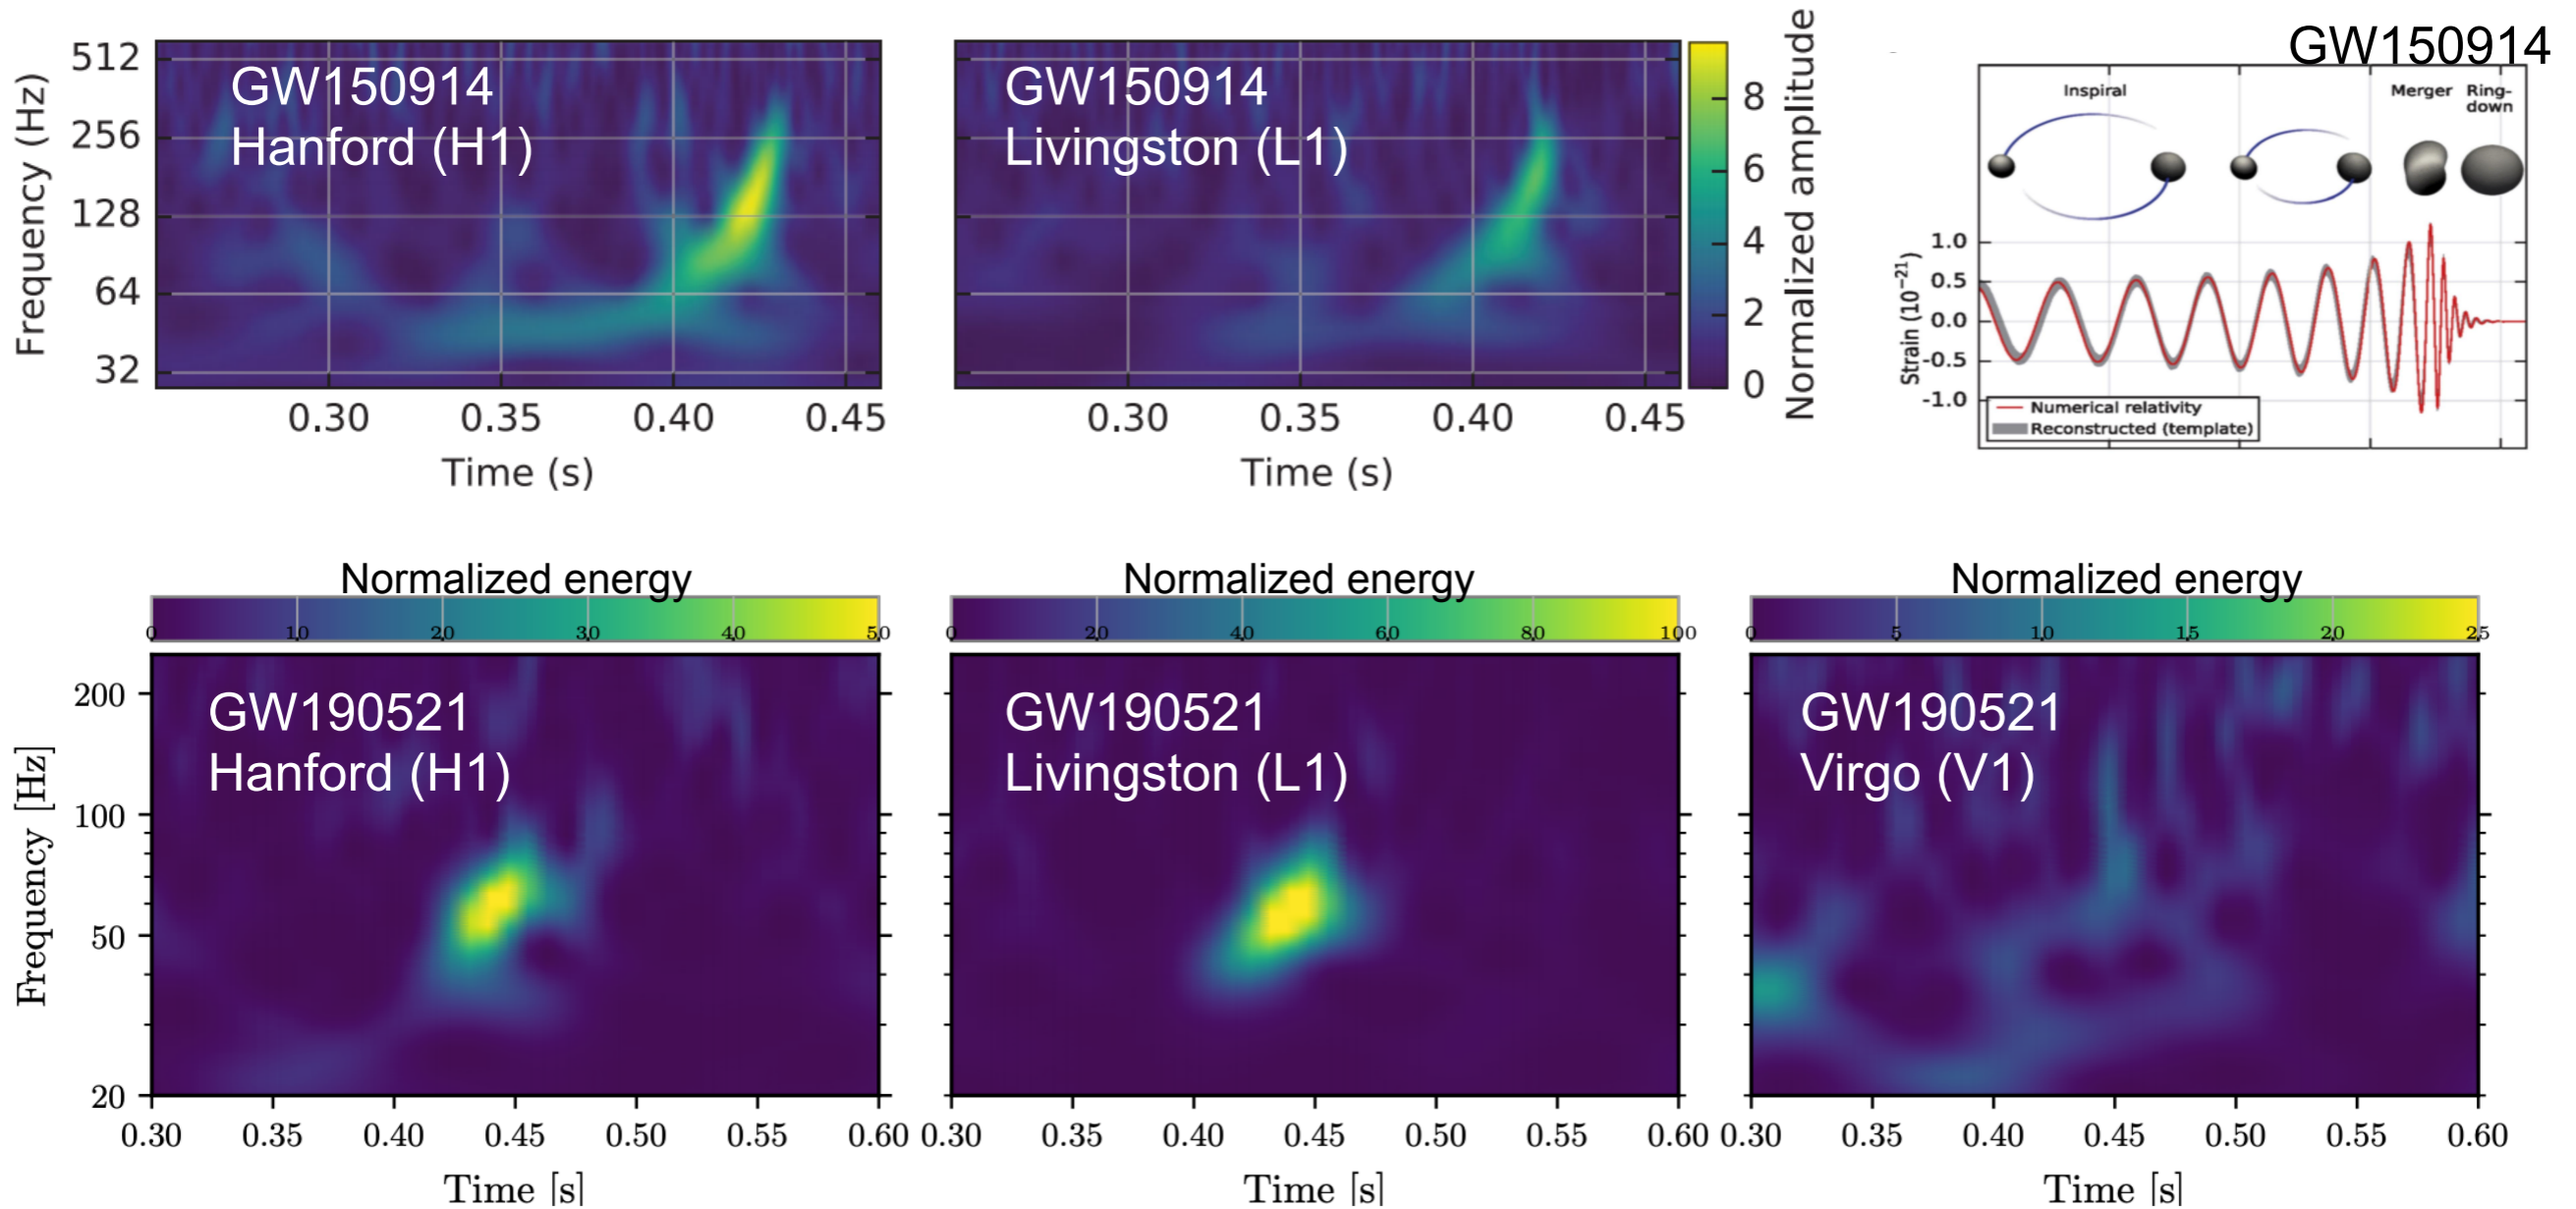 GW150914
Hanford (H1)
Frequency (Hz)
512
256
128
64
32
0.30 0.35 0.40 0.45
Time (s)
GW150914
Livingston (L1)
0.30 0.35 0.40 0.45
Time (s)
8
6
4
2
0
Normalized amplitude
GW150914
Inspiral
Merger
Ring-
down
Strain (10⁻²¹)
1.0
0.5
0.0
-0.5
-1.0
Numerical relativity
Reconstructed (template)
Normalized energy
0 10 20 30 40 50
GW190521
Hanford (H1)
Frequency [Hz]
200
100
50
20
0.30 0.35 0.40 0.45 0.50 0.55 0.60
Time [s]
Normalized energy
0 20 40 60 80 100
GW190521
Livingston (L1)
0.30 0.35 0.40 0.45 0.50 0.55 0.60
Time [s]
Normalized energy
0 5 10 15 20 25
GW190521
Virgo (V1)
0.30 0.35 0.40 0.45 0.50 0.55 0.60
Time [s]